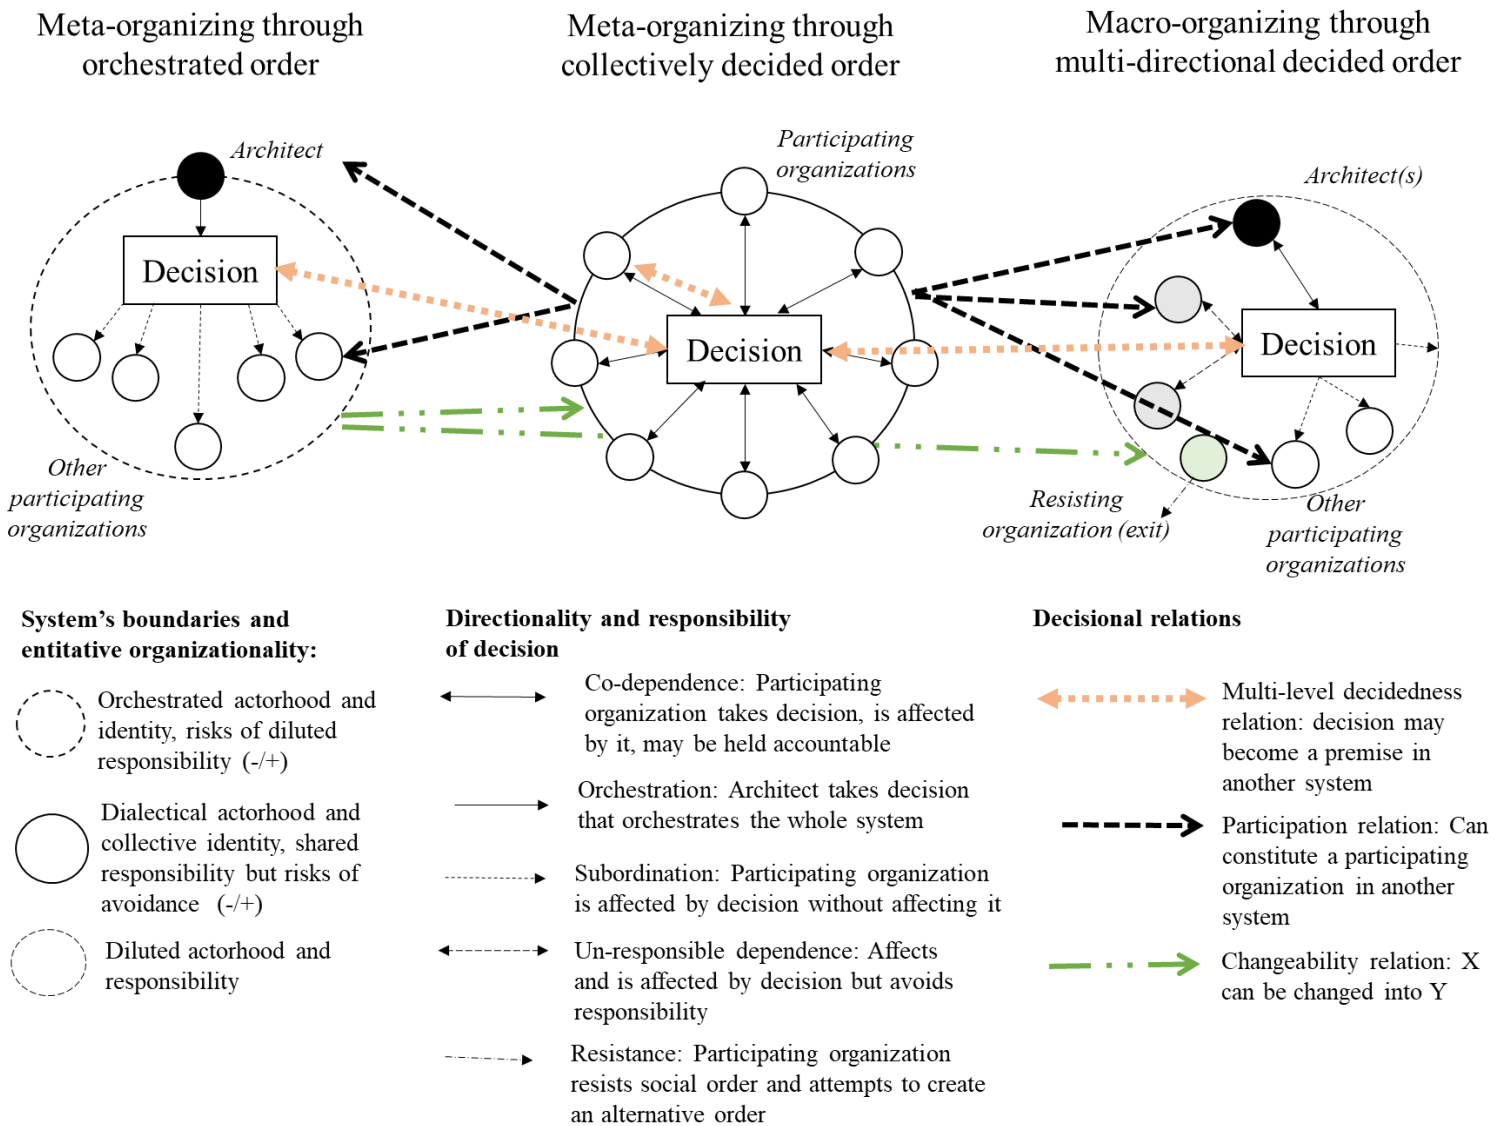 Meta-organizing through
orchestrated order
Meta-organizing through
collectively decided order
Macro-organizing through
multi-directional decided order
Architect
Decision
Other
participating
organizations
Participating
organizations
Decision
Architect(s)
Decision
Resisting
organization (exit)
Other
participating
organizations
System's boundaries and
entitative organizationality:
Orchestrated actorhood and
identity, risks of diluted
responsibility (-/+)
Dialectical actorhood and
collective identity, shared
responsibility but risks of
avoidance (-/+)
Diluted actorhood and
responsibility
Directionality and responsibility
of decision
Co-dependence: Participating
organization takes decision, is affected
by it, may be held accountable
Orchestration: Architect takes decision
that orchestrates the whole system
Subordination: Participating organization
is affected by decision without affecting it
Un-responsible dependence: Affects
and is affected by decision but avoids
responsibility
Resistance: Participating organization
resists social order and attempts to create
an alternative order
Decisional relations
Multi-level decidedness
relation: decision may
become a premise in
another system
Participation relation: Can
constitute a participating
organization in another
system
Changeability relation: X
can be changed into Y